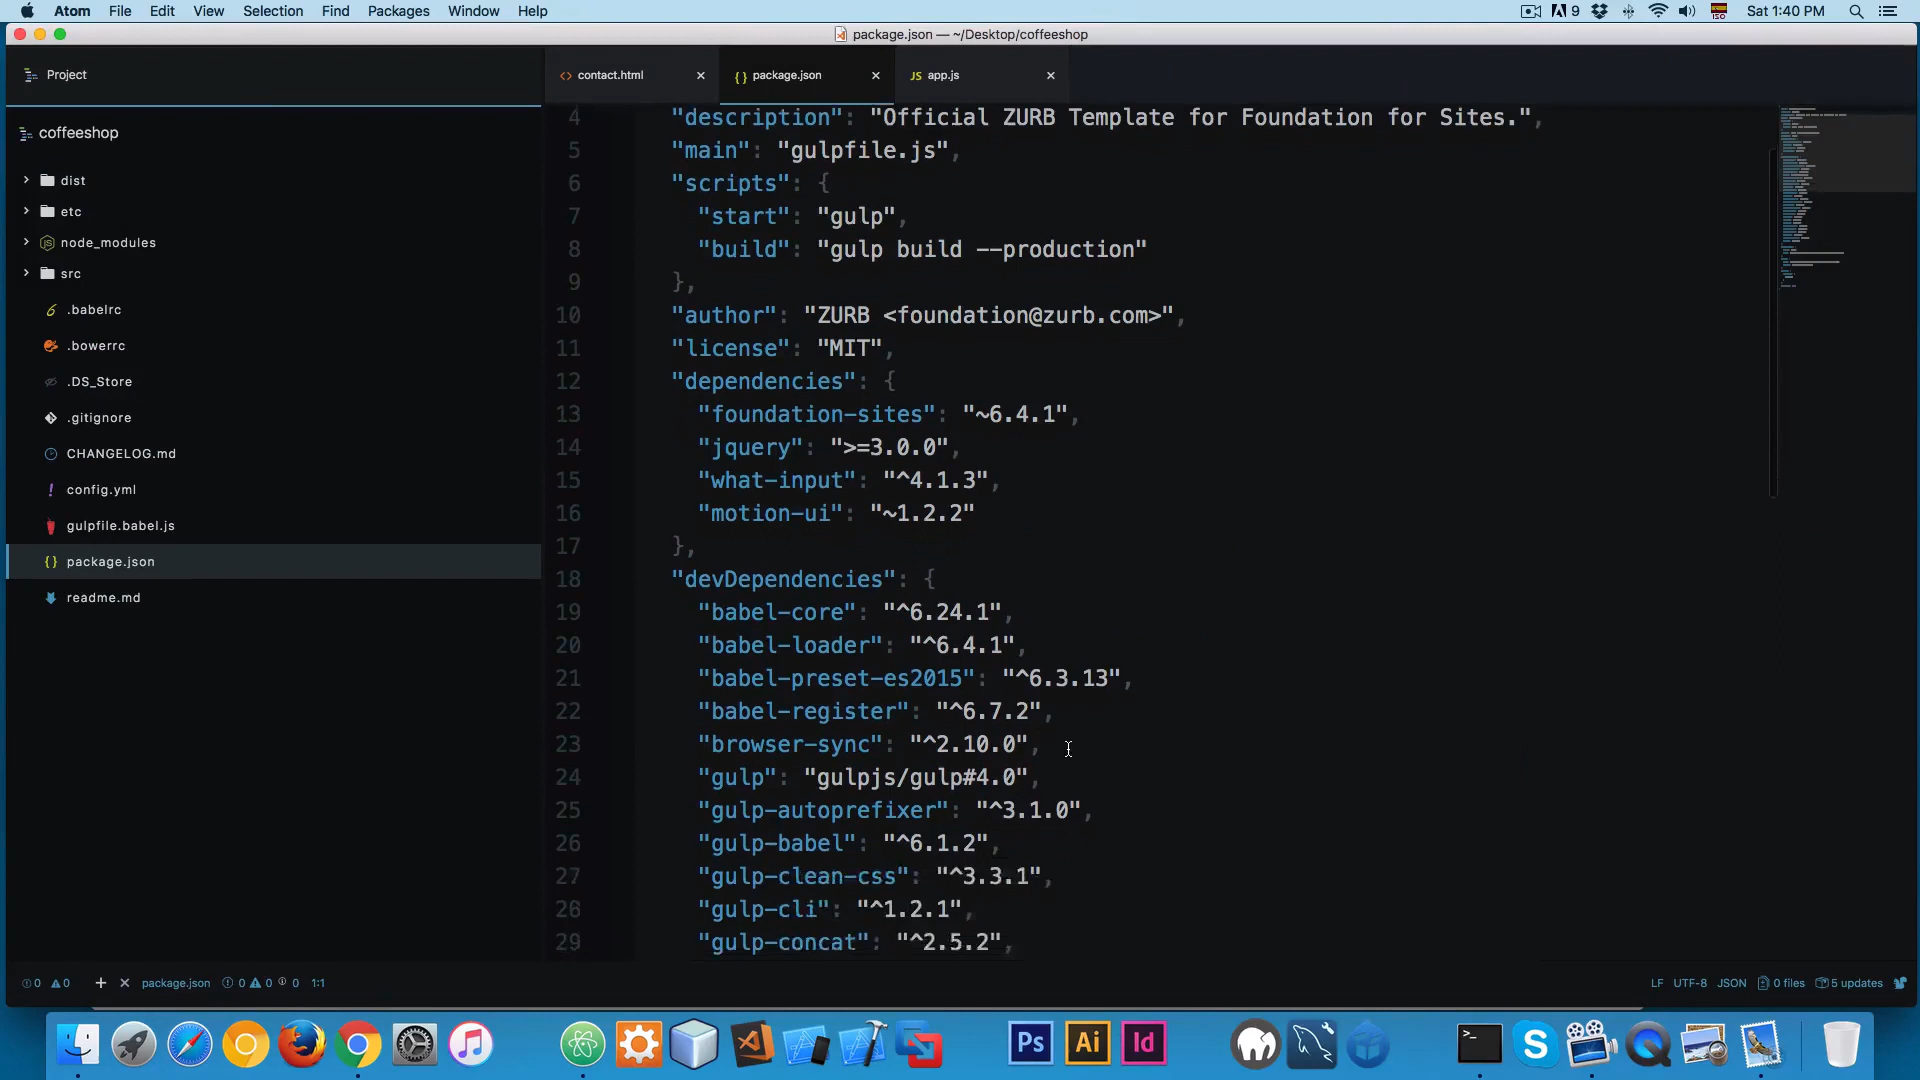 Atom File Edit View Selection Find Packages Window Help
9 ISO Sat 1:40 PM
package.json — ~/Desktop/coffeeshop
Project
contact.html
package.json
JS app.js
coffeeshop
dist
etc
node_modules
src
.babelrc
.bowerrc
.DS_Store
.gitignore
CHANGELOG.md
config.yml
gulpfile.babel.js
package.json
readme.md
4 "description": "Official ZURB Template for Foundation for Sites.",
5 "main": "gulpfile.js",
6 "scripts": {
7 "start": "gulp",
8 "build": "gulp build --production"
9 },
10 "author": "ZURB <foundation@zurb.com>",
11 "license": "MIT",
12 "dependencies": {
13 "foundation-sites": "~6.4.1",
14 "jquery": ">=3.0.0",
15 "what-input": "^4.1.3",
16 "motion-ui": "~1.2.2"
17 },
18 "devDependencies": {
19 "babel-core": "^6.24.1",
20 "babel-loader": "^6.4.1",
21 "babel-preset-es2015": "^6.3.13",
22 "babel-register": "^6.7.2",
23 "browser-sync": "^2.10.0",
24 "gulp": "gulpjs/gulp#4.0",
25 "gulp-autoprefixer": "^3.1.0",
26 "gulp-babel": "^6.1.2",
27 "gulp-clean-css": "^3.3.1",
28 "gulp-cli": "^1.2.1",
29 "gulp-concat": "^2.5.2",
0 0 + × package.json 0 0 0 1:1
LF UTF-8 JSON 0 files 5 updates
Ps Ai Id >_ S